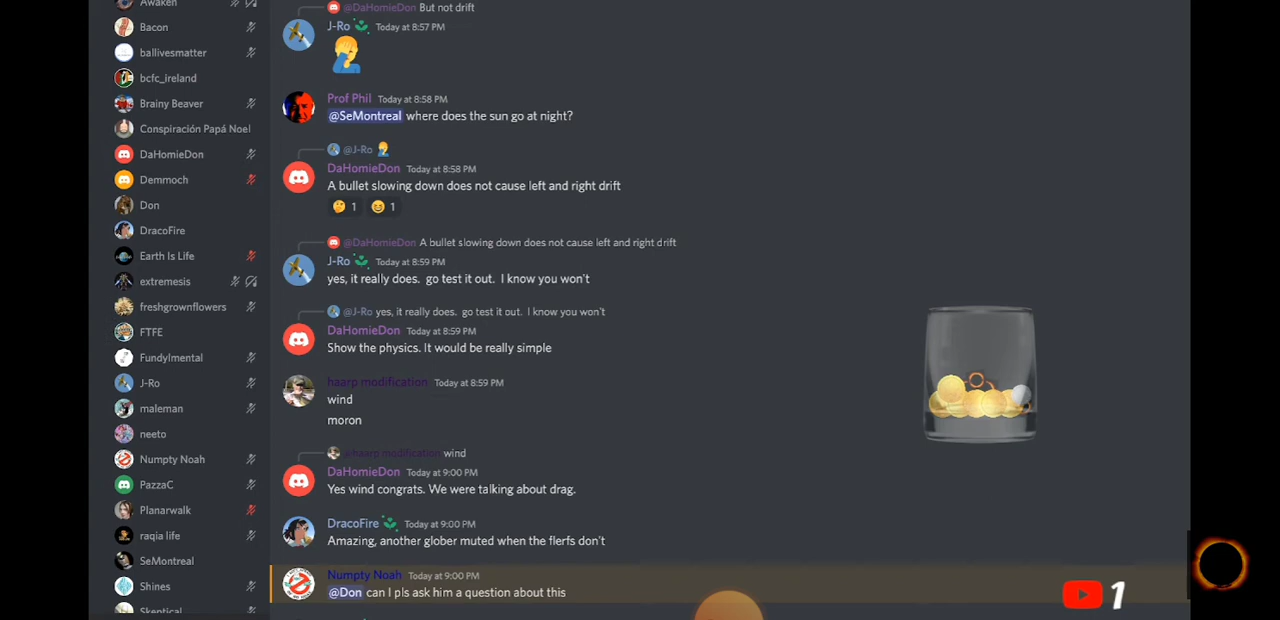 Awaken
Bacon
ballivesmatter
bcfc_ireland
Brainy Beaver
Conspiración Papá Noel
DaHomieDon
Demmoch
Don
DracoFire
Earth Is Life
extremesis
freshgrownflowers
FTFE
Fundylmental
J-Ro
maleman
neeto
Numpty Noah
PazzaC
Planarwalk
raqia life
SeMontreal
Shines
Skeptical
@DaHomieDon But not drift
J-Ro Today at 8:57 PM
Prof Phil Today at 8:58 PM
@SeMontreal where does the sun go at night?
@J-Ro
DaHomieDon Today at 8:58 PM
A bullet slowing down does not cause left and right drift
1 1
@DaHomieDon A bullet slowing down does not cause left and right drift
J-Ro Today at 8:59 PM
yes, it really does. go test it out. I know you won't
@J-Ro yes, it really does. go test it out. I know you won't
DaHomieDon Today at 8:59 PM
Show the physics. It would be really simple
haarp modification Today at 8:59 PM
wind
moron
@haarp modification wind
DaHomieDon Today at 9:00 PM
Yes wind congrats. We were talking about drag.
DracoFire Today at 9:00 PM
Amazing, another glober muted when the flerfs don't
Numpty Noah Today at 9:00 PM
@Don can I pls ask him a question about this
1